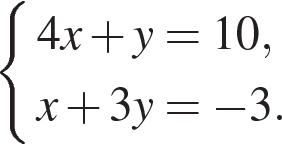 4x + y = 10,
x + 3y = −3.